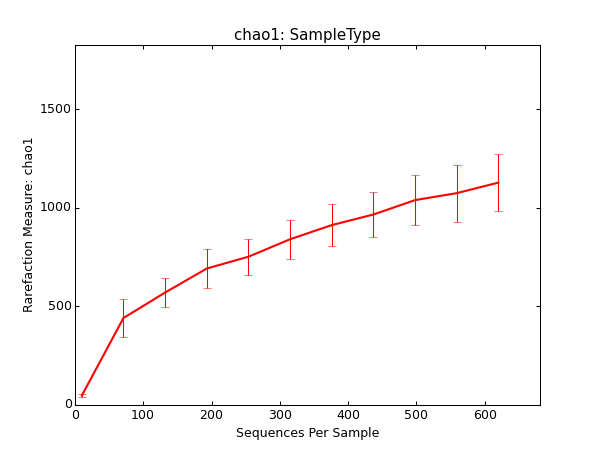 chao1: SampleType
Rarefaction Measure: chao1
1500
1000
500
0
0 100 200 300 400 500 600
Sequences Per Sample